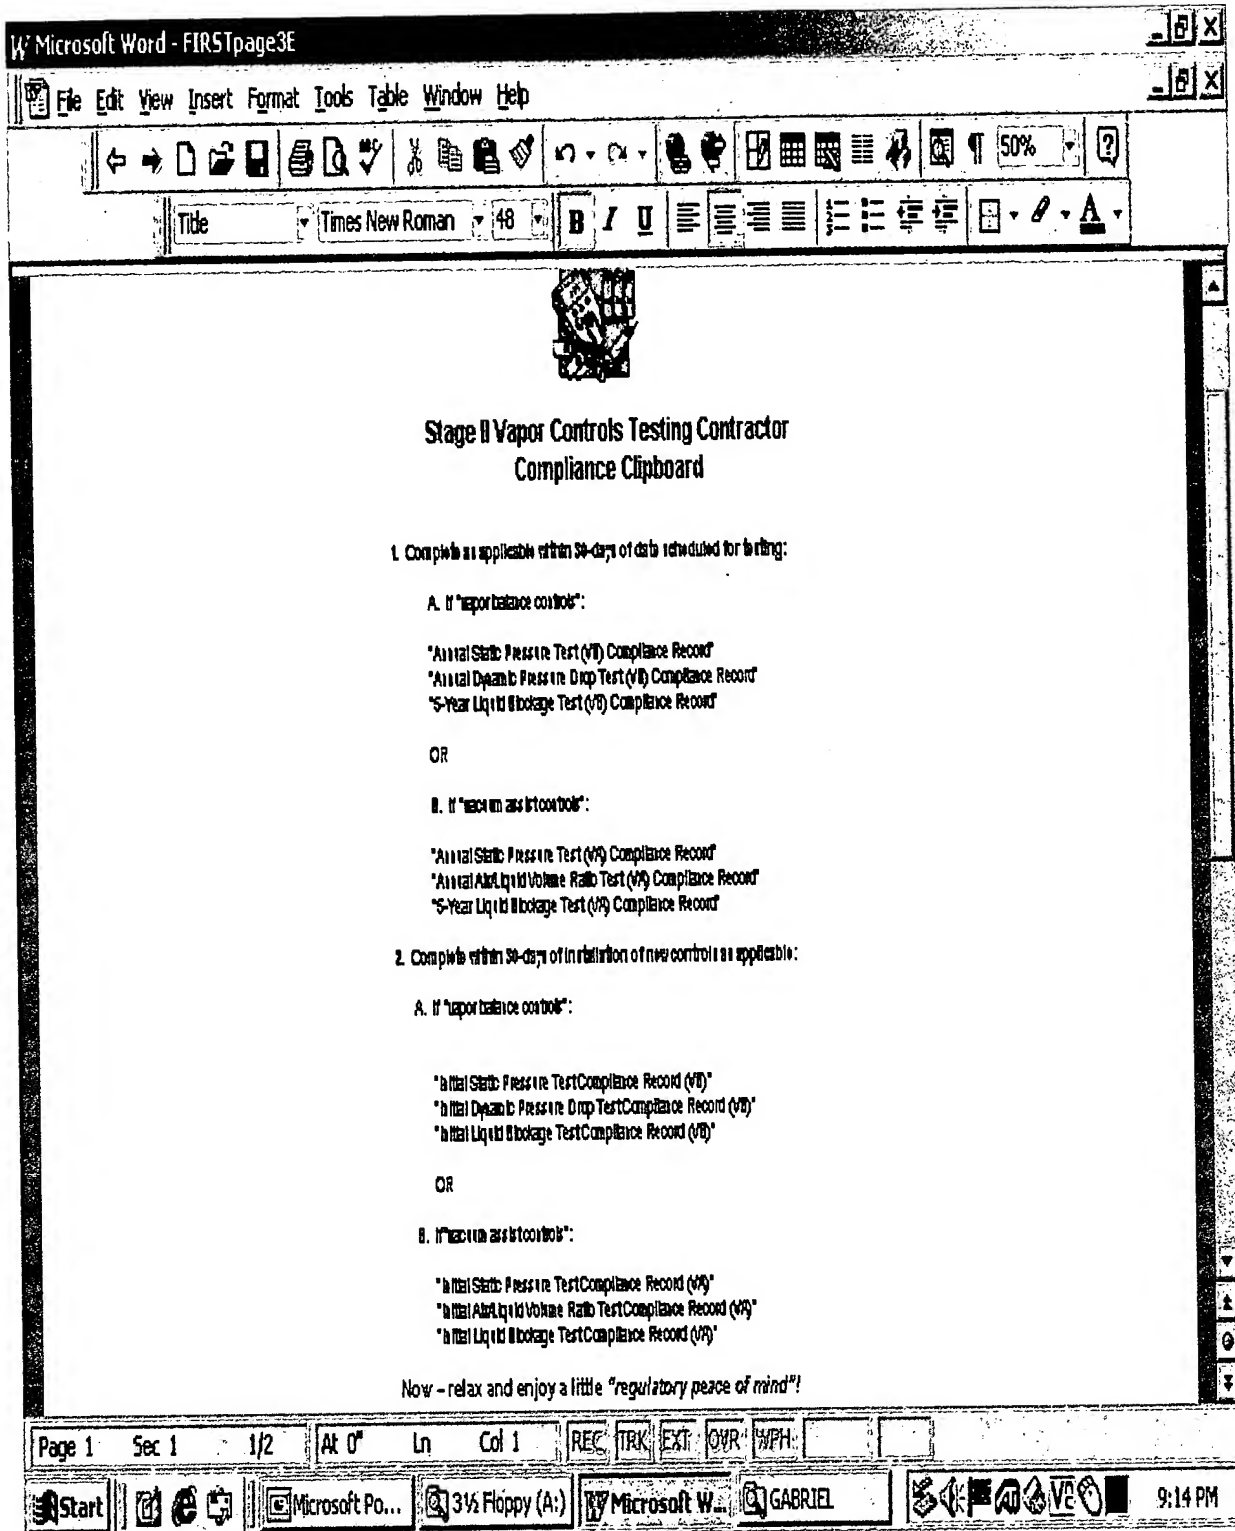 Microsoft Word - FIRSTpage3E
File Edit View Insert Format Tools Table Window Help
50%
Title Times New Roman 48 B I U
Stage II Vapor Controls Testing Contractor
Compliance Clipboard
1. Complete as applicable within 30-days of date scheduled for testing:
A. If "vapor balance controls":
"Annual Static Pressure Test (VB) Compliance Record"
"Annual Dynamic Pressure Drop Test (VB) Compliance Record"
"5-Year Liquid Blockage Test (VB) Compliance Record"
OR
B. If "vacuum assist controls":
"Annual Static Pressure Test (VA) Compliance Record"
"Annual Air/Liquid Volume Ratio Test (VA) Compliance Record"
"5-Year Liquid Blockage Test (VA) Compliance Record"
2. Complete within 30-days of installation of new controls as applicable:
A. If "vapor balance controls":
"Initial Static Pressure Test Compliance Record (VB)"
"Initial Dynamic Pressure Drop Test Compliance Record (VB)"
"Initial Liquid Blockage Test Compliance Record (VB)"
OR
B. If "vacuum assist controls":
"Initial Static Pressure Test Compliance Record (VA)"
"Initial Air/Liquid Volume Ratio Test Compliance Record (VA)"
"Initial Liquid Blockage Test Compliance Record (VA)"
Now – relax and enjoy a little "regulatory peace of mind"!
Page 1 Sec 1 1/2 At 0" Ln Col 1 REC TRK EXT OVR WPH
Start Microsoft Po... 3½ Floppy (A:) Microsoft W... GABRIEL 9:14 PM